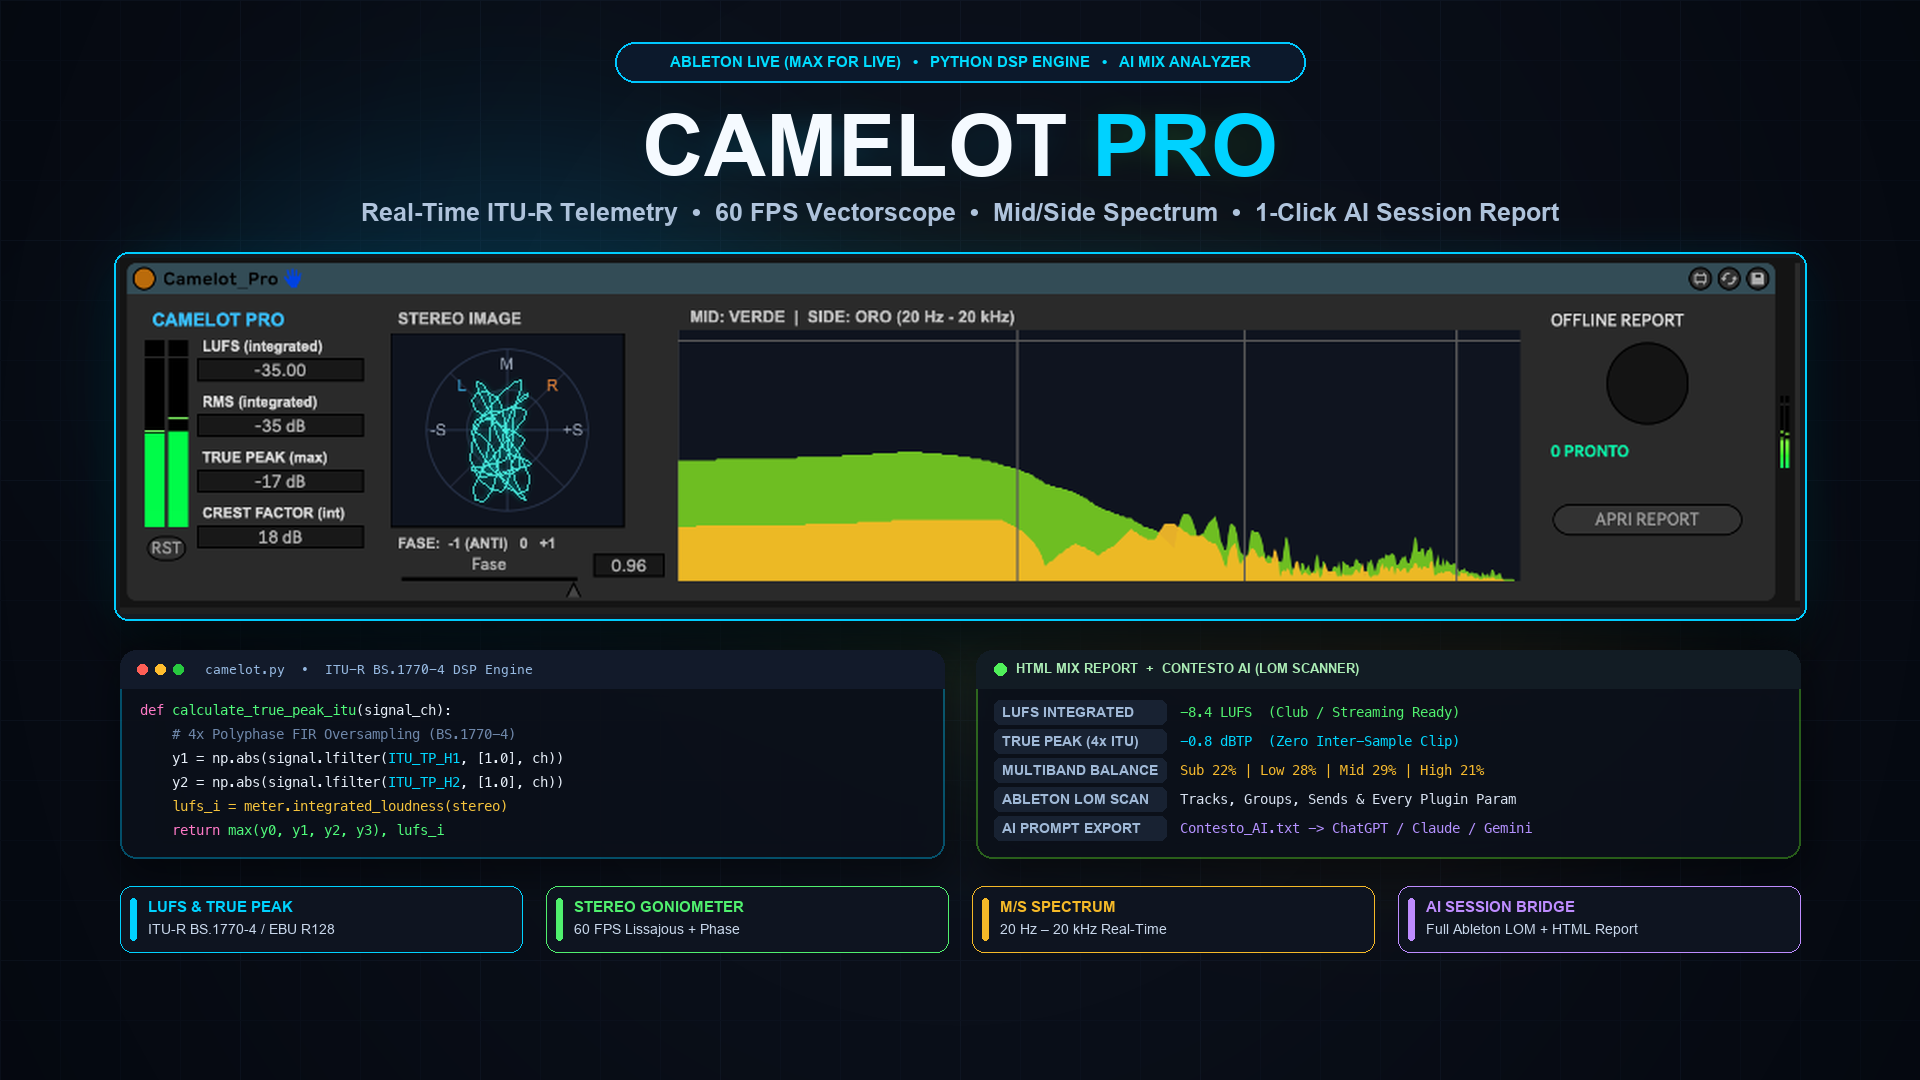 ABLETON LIVE (MAX FOR LIVE) • PYTHON DSP ENGINE • AI MIX ANALYZER
CAMELOT PRO
Real-Time ITU-R Telemetry • 60 FPS Vectorscope • Mid/Side Spectrum • 1-Click AI Session Report
Camelot_Pro
CAMELOT PRO
LUFS (integrated)
-35.00
RMS (integrated)
-35 dB
TRUE PEAK (max)
-17 dB
CREST FACTOR (int)
18 dB
RST
STEREO IMAGE
M
L
R
-S
+S
FASE: -1 (ANTI) 0 +1
Fase
0.96
MID: VERDE | SIDE: ORO (20 Hz - 20 kHz)
OFFLINE REPORT
0 PRONTO
APRI REPORT
camelot.py • ITU-R BS.1770-4 DSP Engine
def calculate_true_peak_itu(signal_ch):
# 4x Polyphase FIR Oversampling (BS.1770-4)
y1 = np.abs(signal.lfilter(ITU_TP_H1, [1.0], ch))
y2 = np.abs(signal.lfilter(ITU_TP_H2, [1.0], ch))
lufs_i = meter.integrated_loudness(stereo)
return max(y0, y1, y2, y3), lufs_i
HTML MIX REPORT + CONTESTO AI (LOM SCANNER)
LUFS INTEGRATED -8.4 LUFS (Club / Streaming Ready)
TRUE PEAK (4x ITU) -0.8 dBTP (Zero Inter-Sample Clip)
MULTIBAND BALANCE Sub 22% | Low 28% | Mid 29% | High 21%
ABLETON LOM SCAN Tracks, Groups, Sends & Every Plugin Param
AI PROMPT EXPORT Contesto_AI.txt -> ChatGPT / Claude / Gemini
LUFS & TRUE PEAK
ITU-R BS.1770-4 / EBU R128
STEREO GONIOMETER
60 FPS Lissajous + Phase
M/S SPECTRUM
20 Hz – 20 kHz Real-Time
AI SESSION BRIDGE
Full Ableton LOM + HTML Report